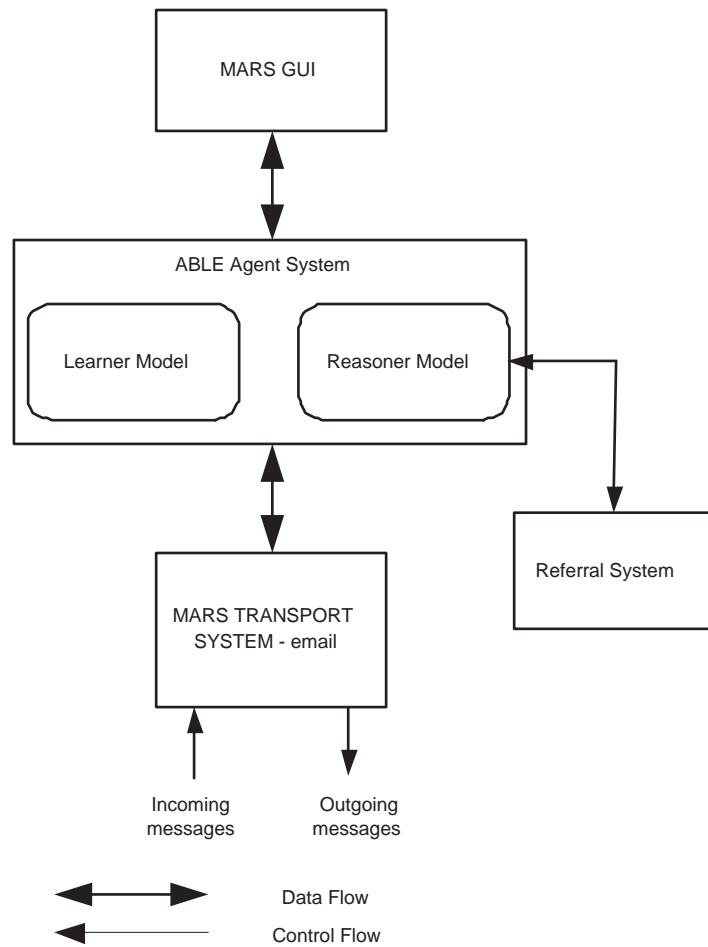 MARS GUI
ABLE Agent System
Learner Model
Reasoner Model
Referral System
MARS TRANSPORT
SYSTEM - email
Incoming
messages
Outgoing
messages
Data Flow
Control Flow